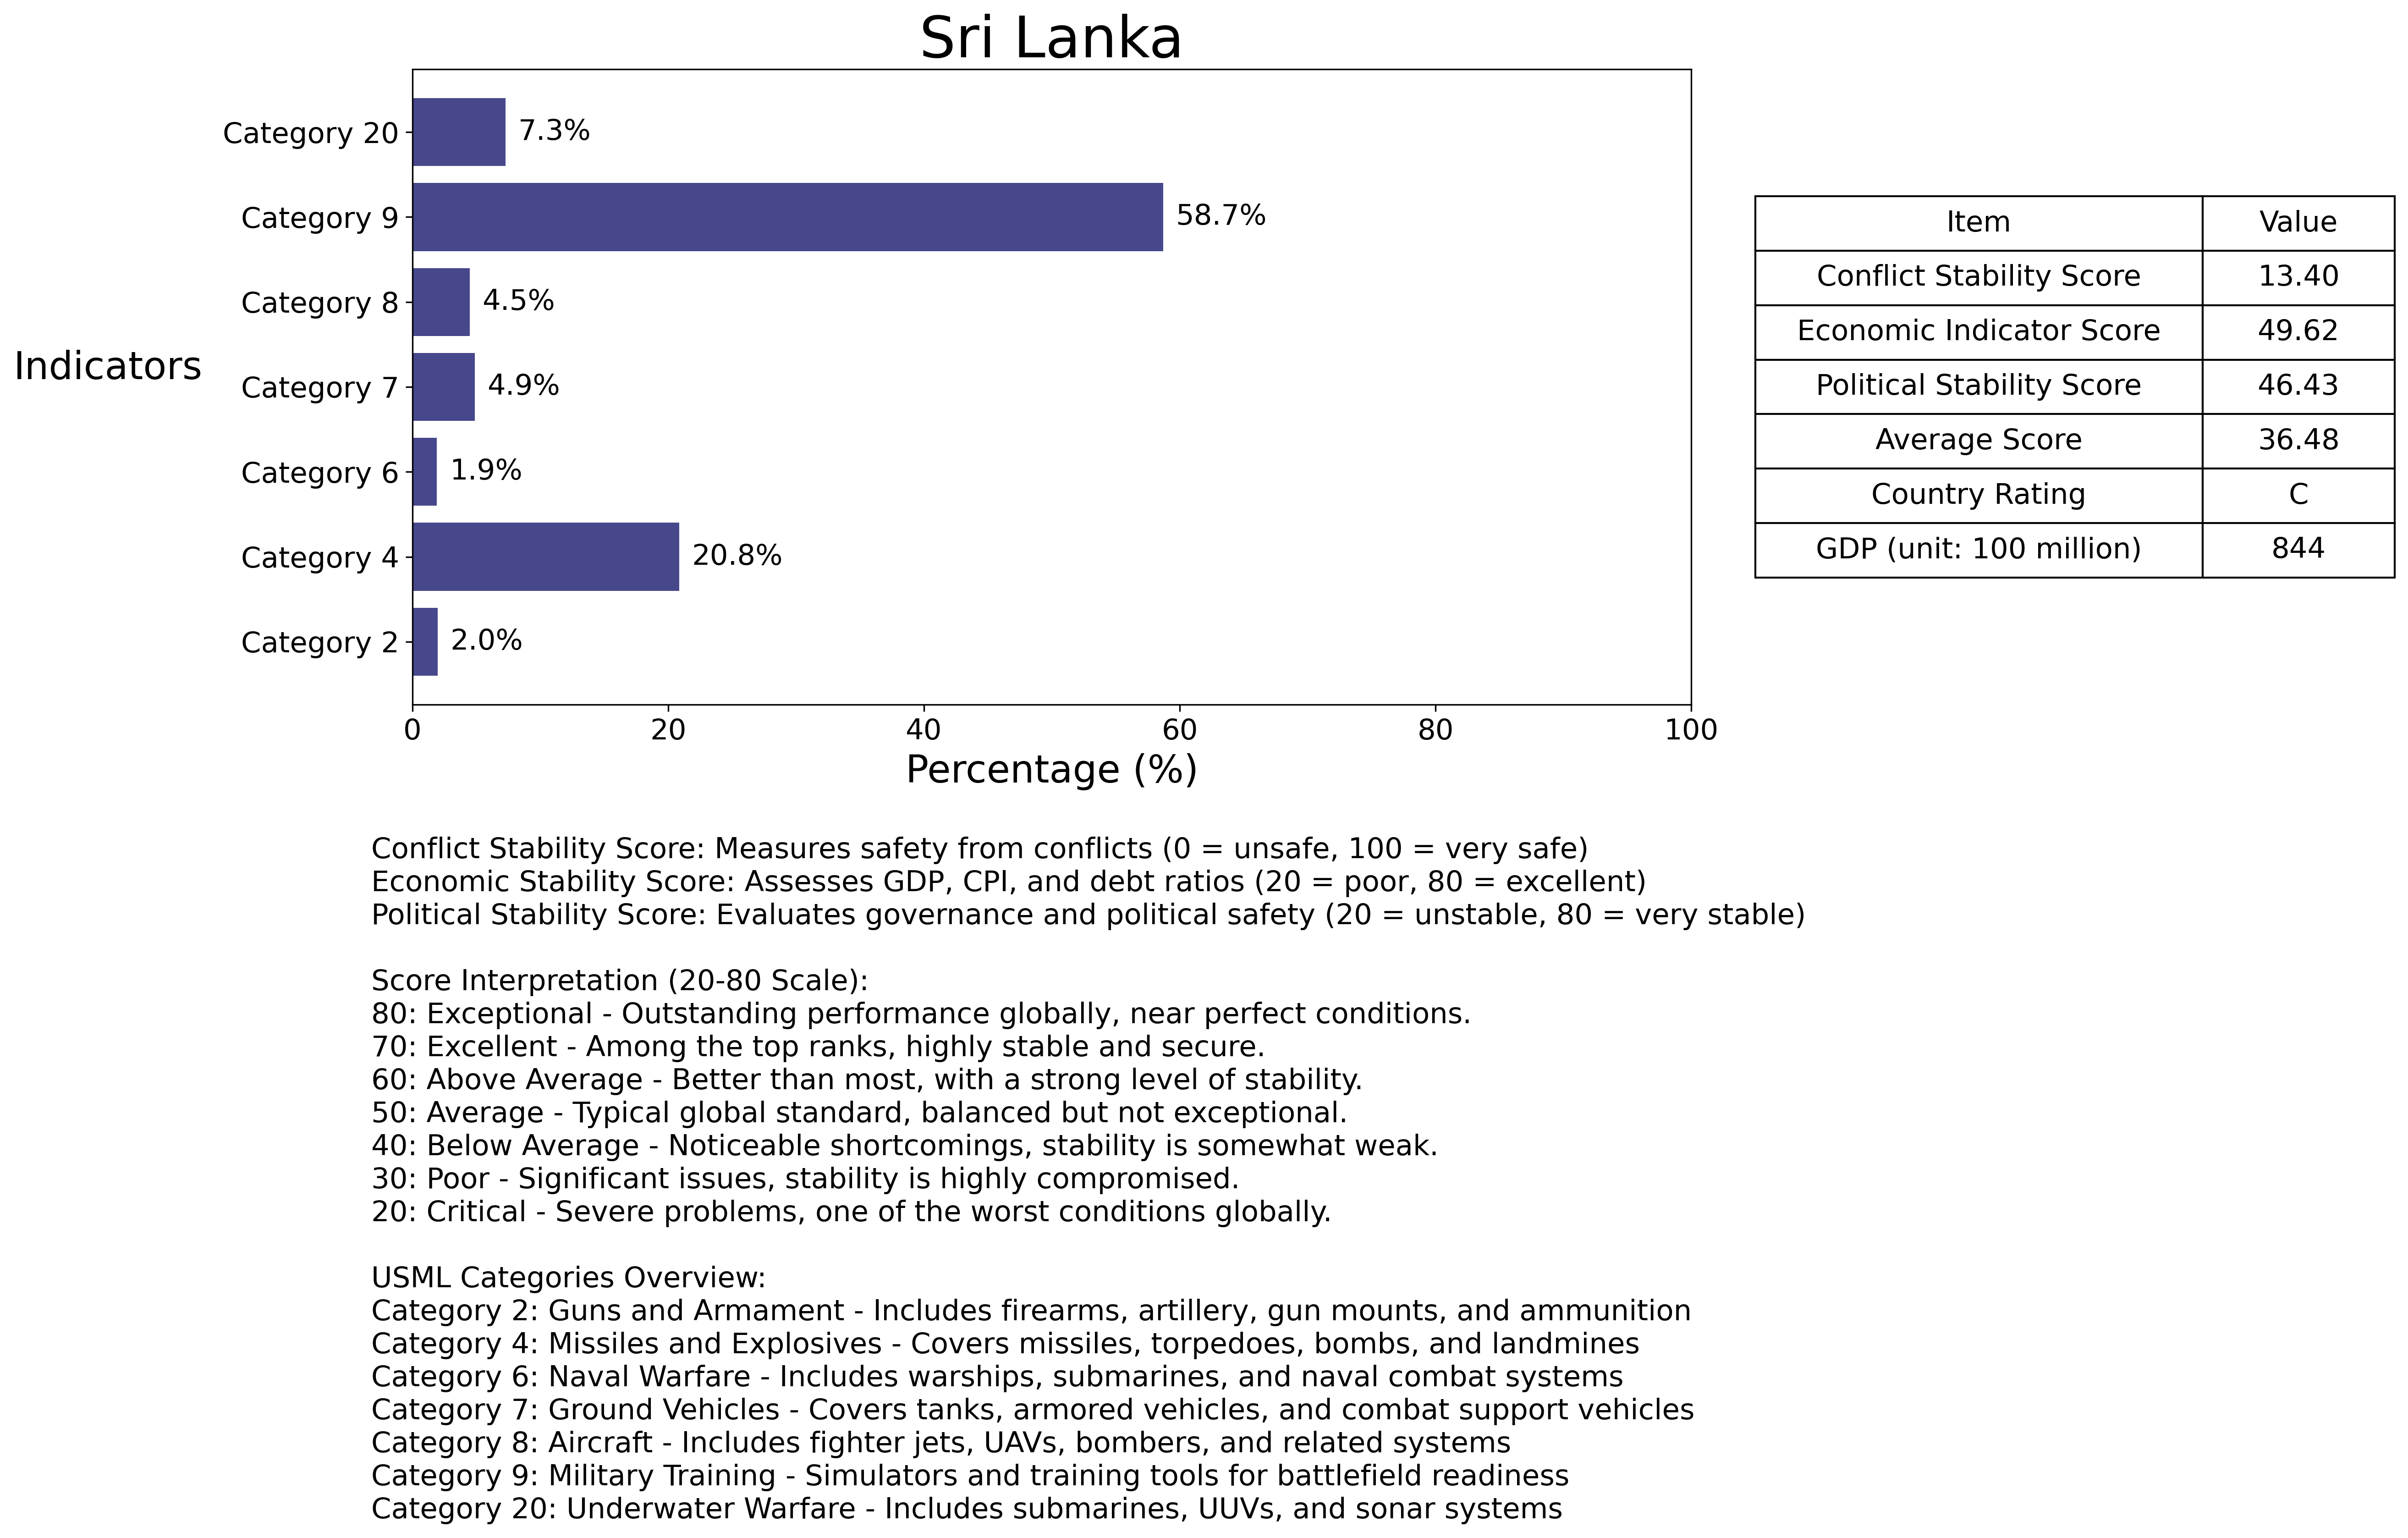 Sri Lanka
Indicators
Category 20
7.3%
Category 9
58.7%
Category 8
4.5%
Category 7
4.9%
Category 6
1.9%
Category 4
20.8%
Category 2
2.0%
0 20 40 60 80 100
Percentage (%)
Item Value
Conflict Stability Score 13.40
Economic Indicator Score 49.62
Political Stability Score 46.43
Average Score 36.48
Country Rating C
GDP (unit: 100 million) 844
Conflict Stability Score: Measures safety from conflicts (0 = unsafe, 100 = very safe)
Economic Stability Score: Assesses GDP, CPI, and debt ratios (20 = poor, 80 = excellent)
Political Stability Score: Evaluates governance and political safety (20 = unstable, 80 = very stable)
Score Interpretation (20-80 Scale):
80: Exceptional - Outstanding performance globally, near perfect conditions.
70: Excellent - Among the top ranks, highly stable and secure.
60: Above Average - Better than most, with a strong level of stability.
50: Average - Typical global standard, balanced but not exceptional.
40: Below Average - Noticeable shortcomings, stability is somewhat weak.
30: Poor - Significant issues, stability is highly compromised.
20: Critical - Severe problems, one of the worst conditions globally.
USML Categories Overview:
Category 2: Guns and Armament - Includes firearms, artillery, gun mounts, and ammunition
Category 4: Missiles and Explosives - Covers missiles, torpedoes, bombs, and landmines
Category 6: Naval Warfare - Includes warships, submarines, and naval combat systems
Category 7: Ground Vehicles - Covers tanks, armored vehicles, and combat support vehicles
Category 8: Aircraft - Includes fighter jets, UAVs, bombers, and related systems
Category 9: Military Training - Simulators and training tools for battlefield readiness
Category 20: Underwater Warfare - Includes submarines, UUVs, and sonar systems